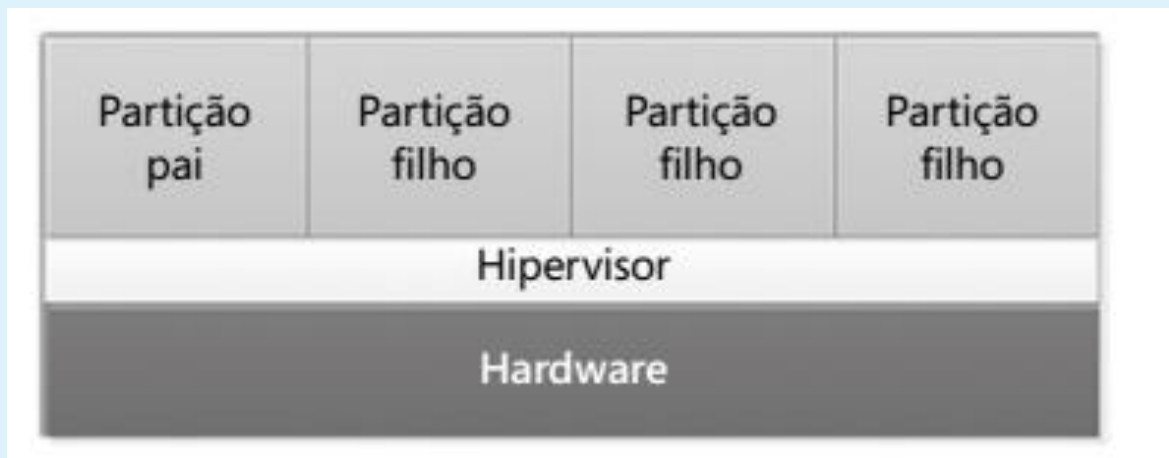 Partição
pai
Partição
filho
Partição
filho
Partição
filho
Hipervisor
Hardware